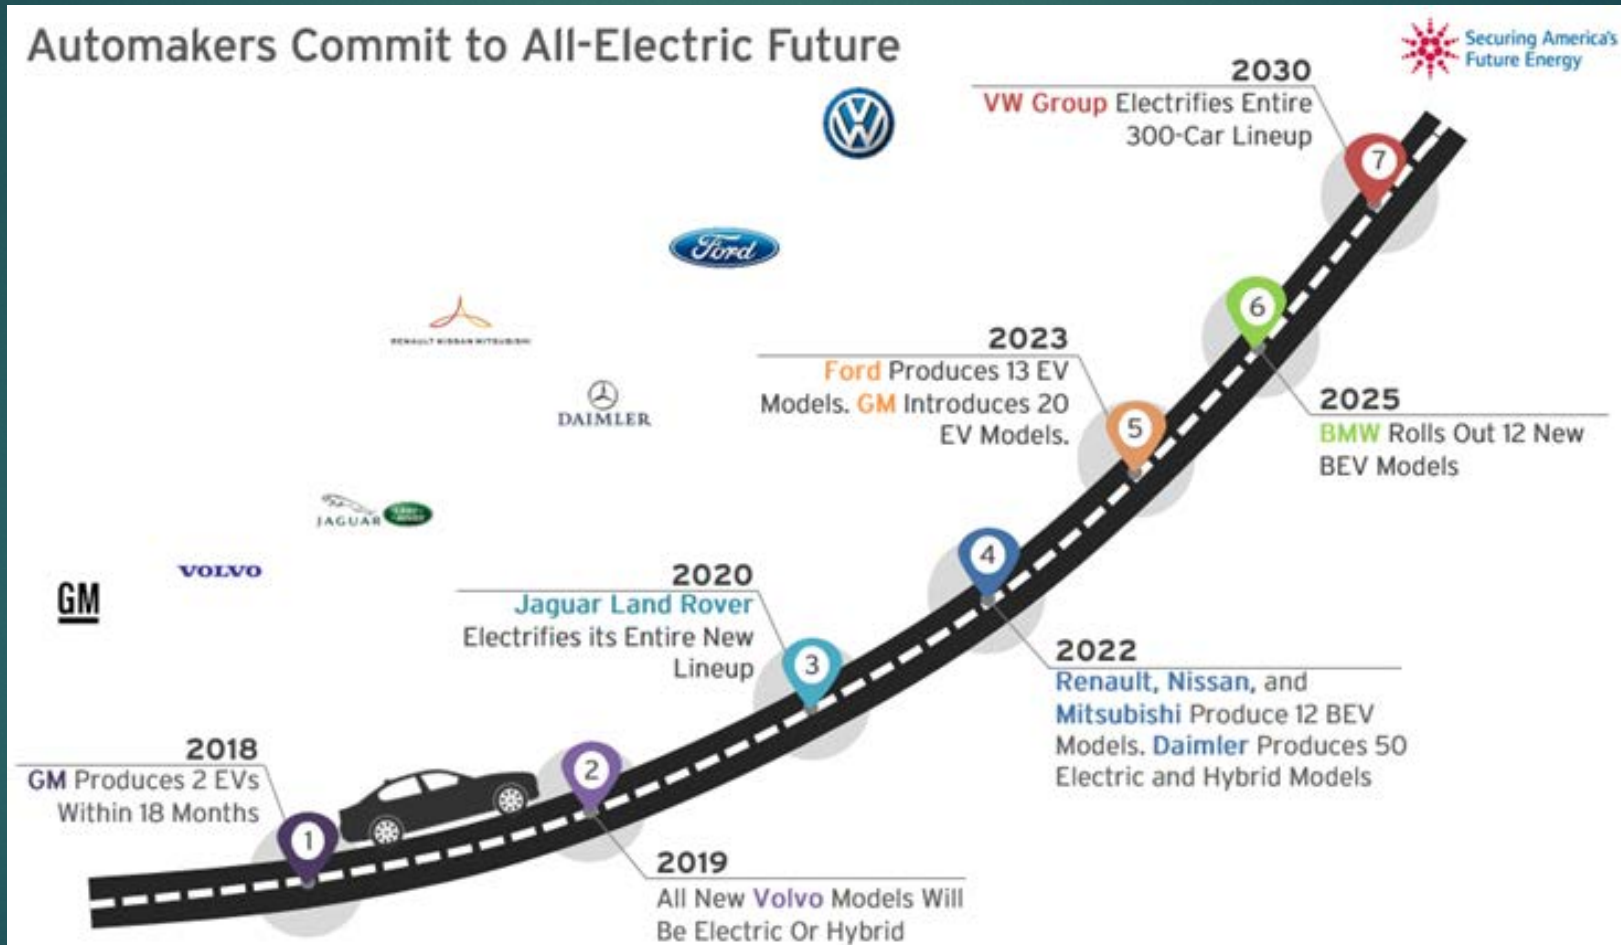 Automakers Commit to All-Electric Future
Securing America's
Future Energy
2030
VW Group Electrifies Entire
300-Car Lineup
7
Ford
RENAULT NISSAN MITSUBISHI
6
2023
Ford Produces 13 EV
Models. GM Introduces 20
EV Models.
DAIMLER
5
2025
BMW Rolls Out 12 New
BEV Models
JAGUAR
LAND
ROVER
4
VOLVO
GM
2020
Jaguar Land Rover
Electrifies its Entire New
Lineup
3
2022
Renault, Nissan, and
Mitsubishi Produce 12 BEV
Models. Daimler Produces 50
Electric and Hybrid Models
2018
GM Produces 2 EVs
Within 18 Months
2
1
2019
All New Volvo Models Will
Be Electric Or Hybrid